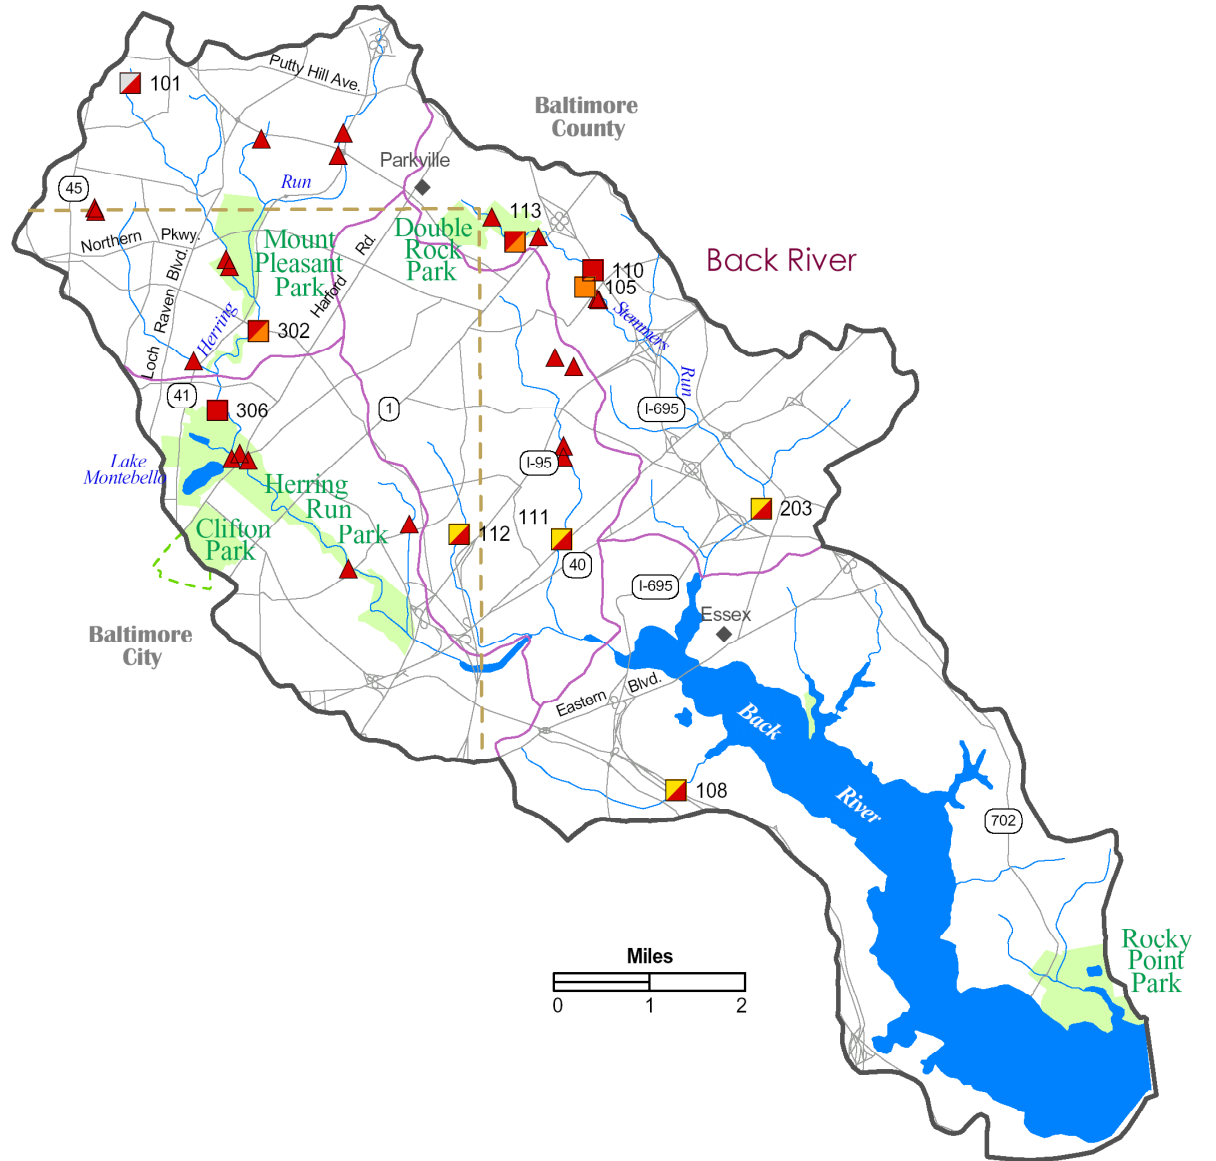 Putty Hill Ave.
101
Baltimore
County
Parkville
Run
45
113
Northern Pkwy.
Mount
Pleasant
Park
Double
Rock
Park
Harford Rd.
Back River
110
105
Loch Raven Blvd.
Herring
302
Stemmers
Run
41
306
1
I-695
Lake
Montebello
I-95
Herring
Run
Park
Clifton
Park
112
111
203
40
I-695
Essex
Baltimore
City
Eastern Blvd.
Back
River
108
702
Rocky
Point
Park
Miles
0 1 2